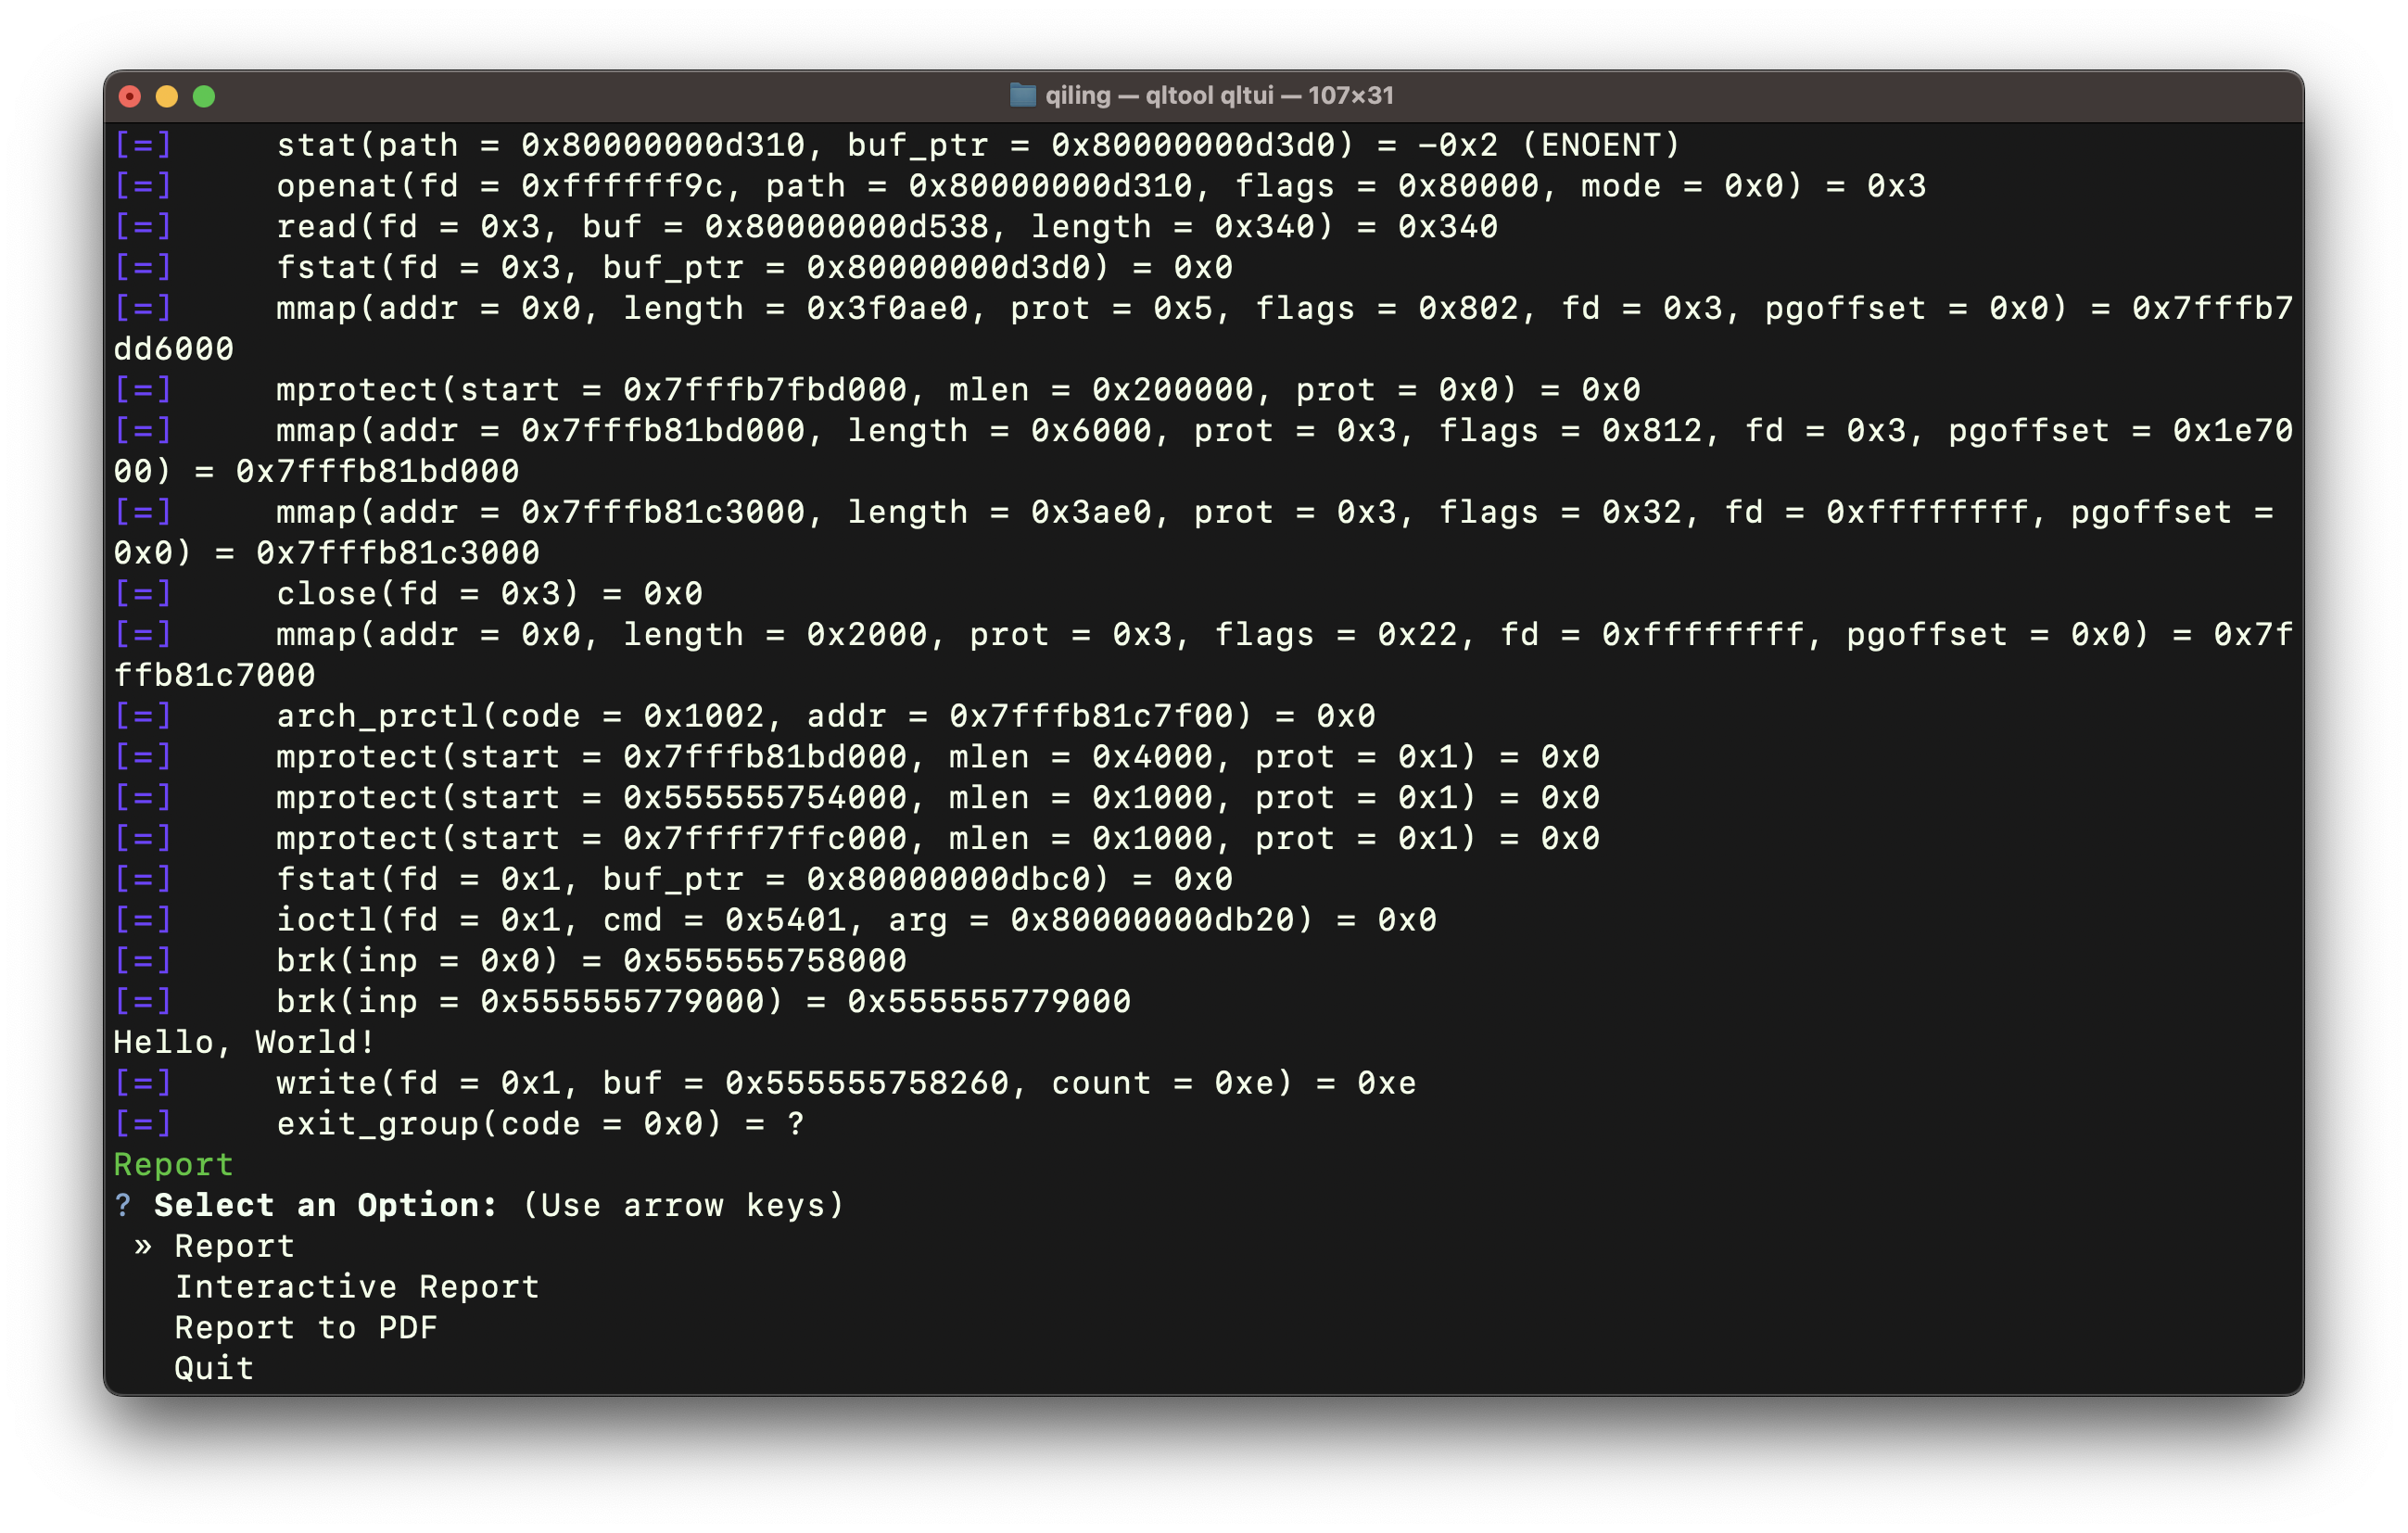 qiling — qltool qltui — 107×31
[=]     stat(path = 0x80000000d310, buf_ptr = 0x80000000d3d0) = -0x2 (ENOENT)
[=]     openat(fd = 0xffffff9c, path = 0x80000000d310, flags = 0x80000, mode = 0x0) = 0x3
[=]     read(fd = 0x3, buf = 0x80000000d538, length = 0x340) = 0x340
[=]     fstat(fd = 0x3, buf_ptr = 0x80000000d3d0) = 0x0
[=]     mmap(addr = 0x0, length = 0x3f0ae0, prot = 0x5, flags = 0x802, fd = 0x3, pgoffset = 0x0) = 0x7fffb7
dd6000
[=]     mprotect(start = 0x7fffb7fbd000, mlen = 0x200000, prot = 0x0) = 0x0
[=]     mmap(addr = 0x7fffb81bd000, length = 0x6000, prot = 0x3, flags = 0x812, fd = 0x3, pgoffset = 0x1e70
00) = 0x7fffb81bd000
[=]     mmap(addr = 0x7fffb81c3000, length = 0x3ae0, prot = 0x3, flags = 0x32, fd = 0xffffffff, pgoffset =
0x0) = 0x7fffb81c3000
[=]     close(fd = 0x3) = 0x0
[=]     mmap(addr = 0x0, length = 0x2000, prot = 0x3, flags = 0x22, fd = 0xffffffff, pgoffset = 0x0) = 0x7f
ffb81c7000
[=]     arch_prctl(code = 0x1002, addr = 0x7fffb81c7f00) = 0x0
[=]     mprotect(start = 0x7fffb81bd000, mlen = 0x4000, prot = 0x1) = 0x0
[=]     mprotect(start = 0x555555754000, mlen = 0x1000, prot = 0x1) = 0x0
[=]     mprotect(start = 0x7ffff7ffc000, mlen = 0x1000, prot = 0x1) = 0x0
[=]     fstat(fd = 0x1, buf_ptr = 0x80000000dbc0) = 0x0
[=]     ioctl(fd = 0x1, cmd = 0x5401, arg = 0x80000000db20) = 0x0
[=]     brk(inp = 0x0) = 0x555555758000
[=]     brk(inp = 0x555555779000) = 0x555555779000
Hello, World!
[=]     write(fd = 0x1, buf = 0x555555758260, count = 0xe) = 0xe
[=]     exit_group(code = 0x0) = ?
Report
? Select an Option: (Use arrow keys)
» Report
Interactive Report
Report to PDF
Quit